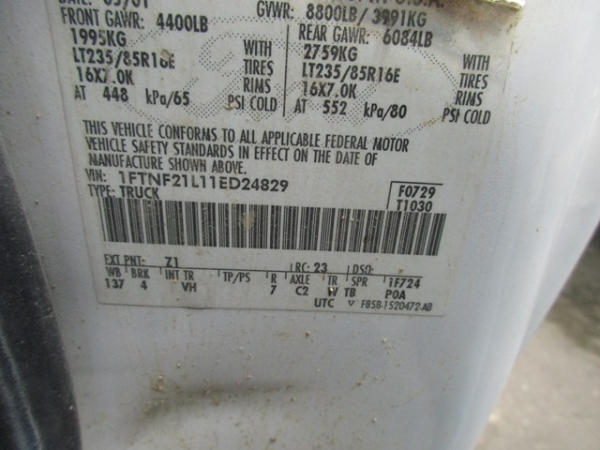 DATE: 05/01 GVWR: 8800LB/3991KG
FRONT GAWR: 4400LB REAR GAWR: 6084LB
1995KG WITH 2759KG WITH
LT235/85R16E TIRES LT235/85R16E TIRES
16X7.0K RIMS 16X7.0K RIMS
AT 448 kPa/65 PSI COLD AT 552 kPa/80 PSI COLD
THIS VEHICLE CONFORMS TO ALL APPLICABLE FEDERAL MOTOR
VEHICLE SAFETY STANDARDS IN EFFECT ON THE DATE OF
MANUFACTURE SHOWN ABOVE.
VIN: 1FTNF21L11ED24829
TYPE: TRUCK F0729
T1030
EXT PNT: Z1 RC: 23 DSO:
WB BRK INT TR TP/PS R AXLE TR SPR 1F724
137 4 VH 7 C2 W TB P0A
UTC ▽ F85B-1520472-AB